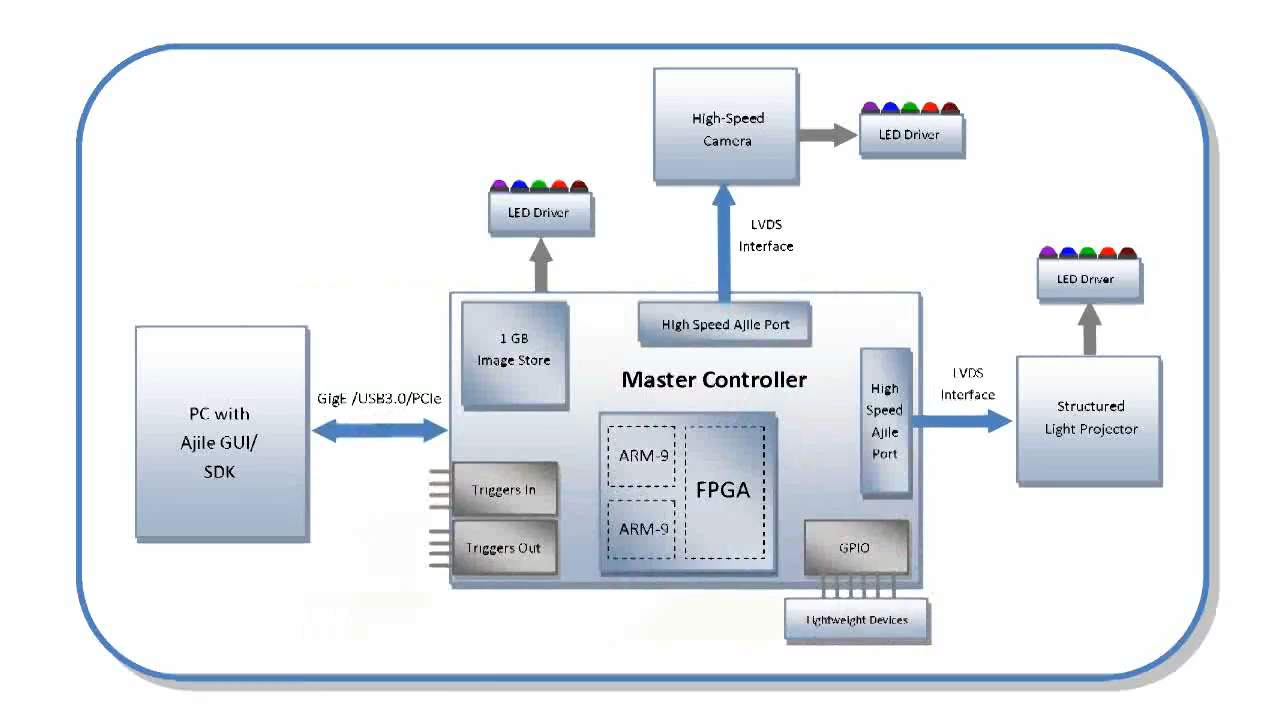 High-Speed
Camera
LED Driver
LED Driver
LVDS
Interface
LED Driver
1 GB
Image Store
High Speed Ajile Port
Master Controller
PC with
Ajile GUI/
SDK
GigE /USB3.0/PCIe
High
Speed
Ajile
Port
LVDS
Interface
Structured
Light Projector
ARM-9
FPGA
ARM-9
Triggers In
Triggers Out
GPIO
Lightweight Devices